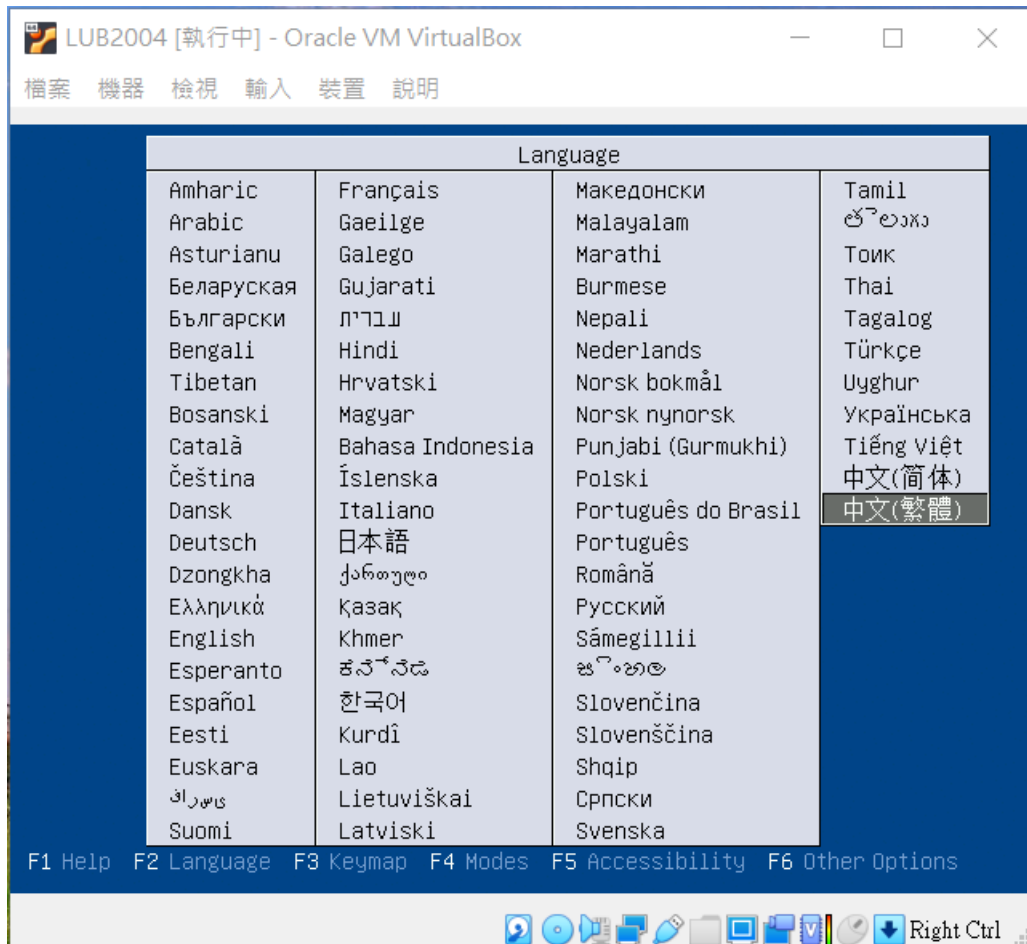 LUB2004 [執行中] - Oracle VM VirtualBox
檔案 機器 檢視 輸入 裝置 說明
Language
Amharic
Arabic
Asturianu
Беларуская
Български
Bengali
Tibetan
Bosanski
Català
Čeština
Dansk
Deutsch
Dzongkha
Ελληνικά
English
Esperanto
Español
Eesti
Euskara
فارسی
Suomi
Français
Gaeilge
Galego
Gujarati
עברית
Hindi
Hrvatski
Magyar
Bahasa Indonesia
Íslenska
Italiano
日本語
ქართული
Қазақ
Khmer
ಕನ್ನಡ
한국어
Kurdî
Lao
Lietuviškai
Latviski
Македонски
Malayalam
Marathi
Burmese
Nepali
Nederlands
Norsk bokmål
Norsk nynorsk
Punjabi (Gurmukhi)
Polski
Português do Brasil
Português
Română
Русский
Sámegillii
සිංහල
Slovenčina
Slovenščina
Shqip
Српски
Svenska
Tamil
తెలుగు
Тоик
Thai
Tagalog
Türkçe
Uyghur
Українська
Tiếng Việt
中文(简体)
中文(繁體)
F1 Help F2 Language F3 Keymap F4 Modes F5 Accessibility F6 Other Options
Right Ctrl